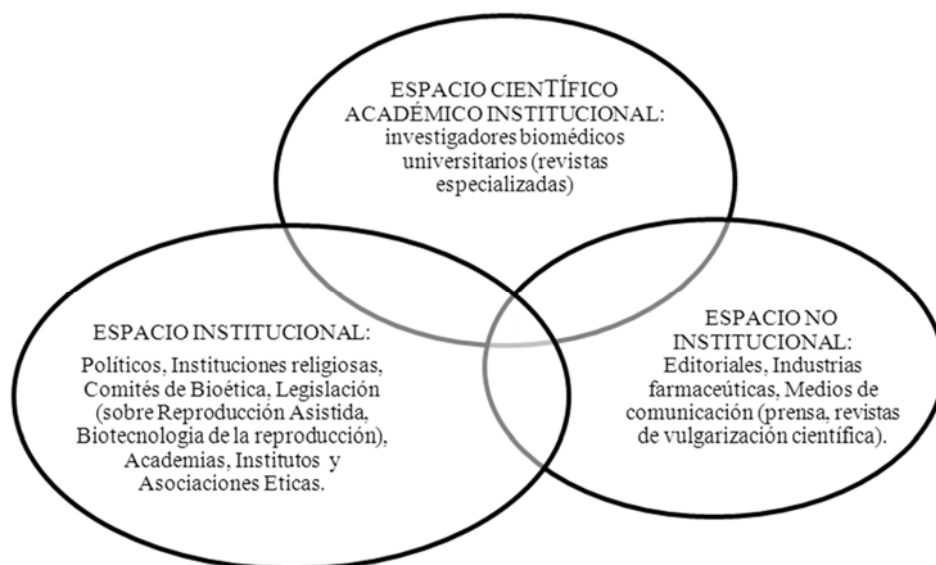 ESPACIO CIENTÍFICO
ACADÉMICO INSTITUCIONAL:
investigadores biomédicos
universitarios (revistas
especializadas)
ESPACIO INSTITUCIONAL:
Políticos, Instituciones religiosas,
Comités de Bioética, Legislación
(sobre Reproducción Asistida,
Biotecnologia de la reproducción),
Academias, Institutos y
Asociaciones Eticas.
ESPACIO NO
INSTITUCIONAL:
Editoriales, Industrias
farmaceúticas, Medios de
comunicación (prensa, revistas
de vulgarización científica).